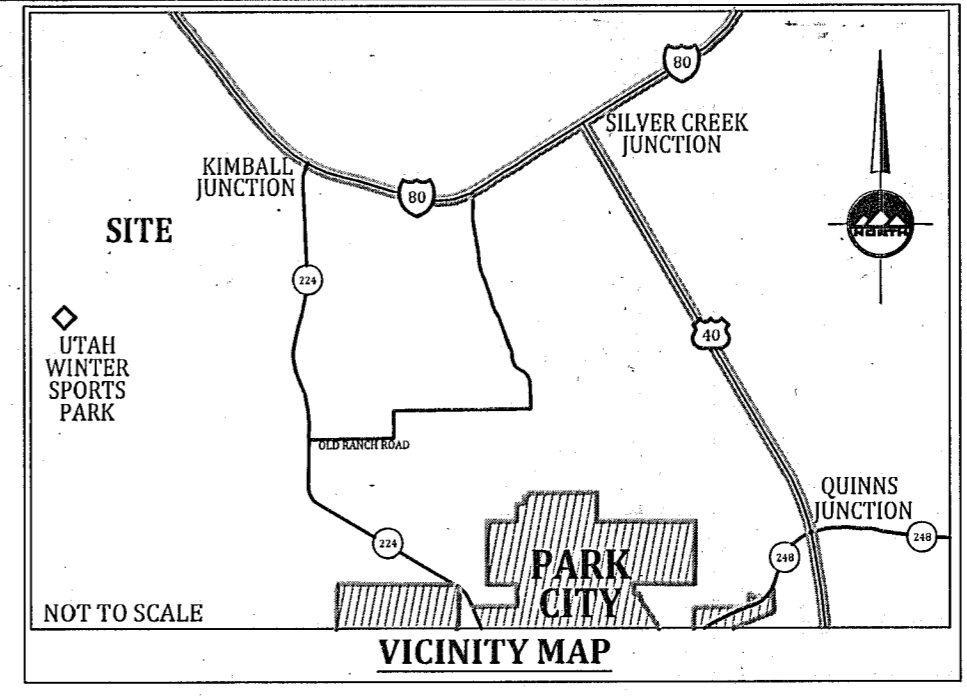 80
SILVER CREEK
JUNCTION
KIMBALL
JUNCTION
80
SITE
NORTH
224
40
UTAH
WINTER
SPORTS
PARK
OLD RANCH ROAD
QUINNS
JUNCTION
224
248
248
PARK
CITY
NOT TO SCALE
VICINITY MAP